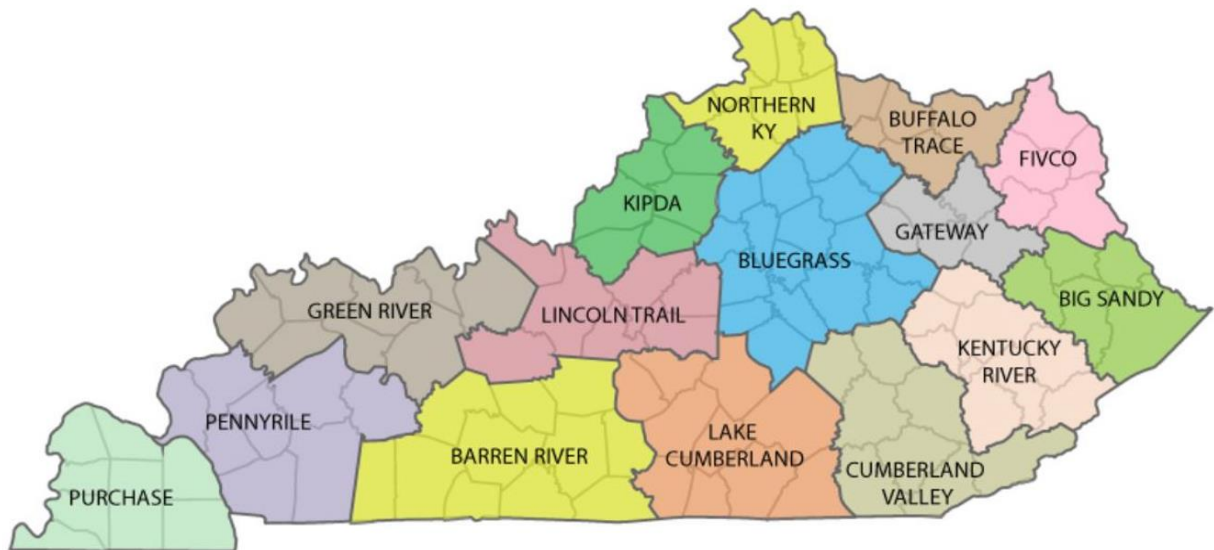 NORTHERN
KY
BUFFALO
TRACE
FIVCO
KIPDA
GATEWAY
BLUEGRASS
BIG SANDY
GREEN RIVER
LINCOLN TRAIL
KENTUCKY
RIVER
PENNYRILE
LAKE
CUMBERLAND
BARREN RIVER
CUMBERLAND
VALLEY
PURCHASE